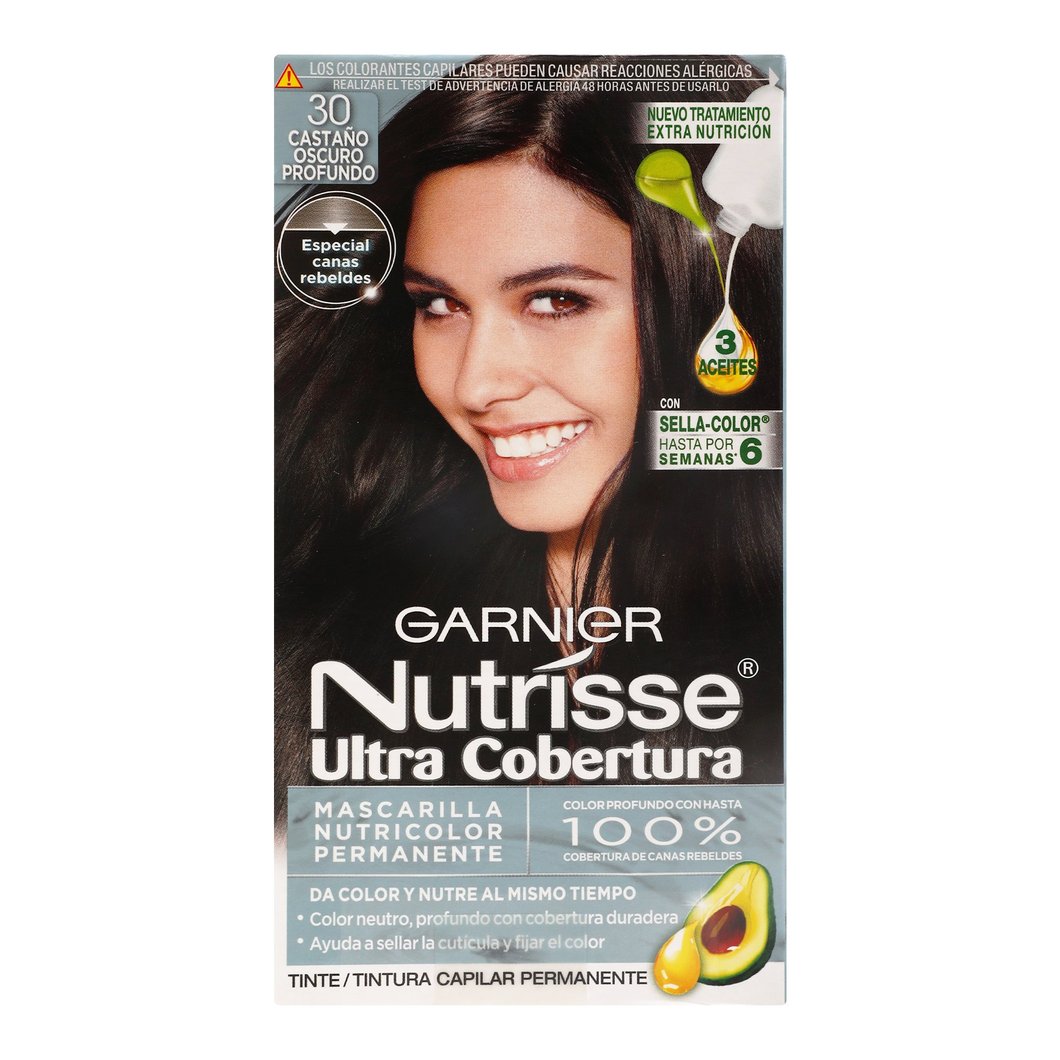 LOS COLORANTES CAPILARES PUEDEN CAUSAR REACCIONES ALÉRGICAS
REALIZAR EL TEST DE ADVERTENCIA DE ALERGIA 48 HORAS ANTES DE USARLO
30
CASTAÑO
OSCURO
PROFUNDO
Especial
canas
rebeldes
NUEVO TRATAMIENTO
EXTRA NUTRICIÓN
3
ACEITES
CON
SELLA-COLOR®
HASTA POR
SEMANAS* 6
GARNIER
Nutrisse®
Ultra Cobertura
MASCARILLA
NUTRICOLOR
PERMANENTE
COLOR PROFUNDO CON HASTA
100%
COBERTURA DE CANAS REBELDES
DA COLOR Y NUTRE AL MISMO TIEMPO
• Color neutro, profundo con cobertura duradera
• Ayuda a sellar la cutícula y fijar el color
TINTE/TINTURA CAPILAR PERMANENTE